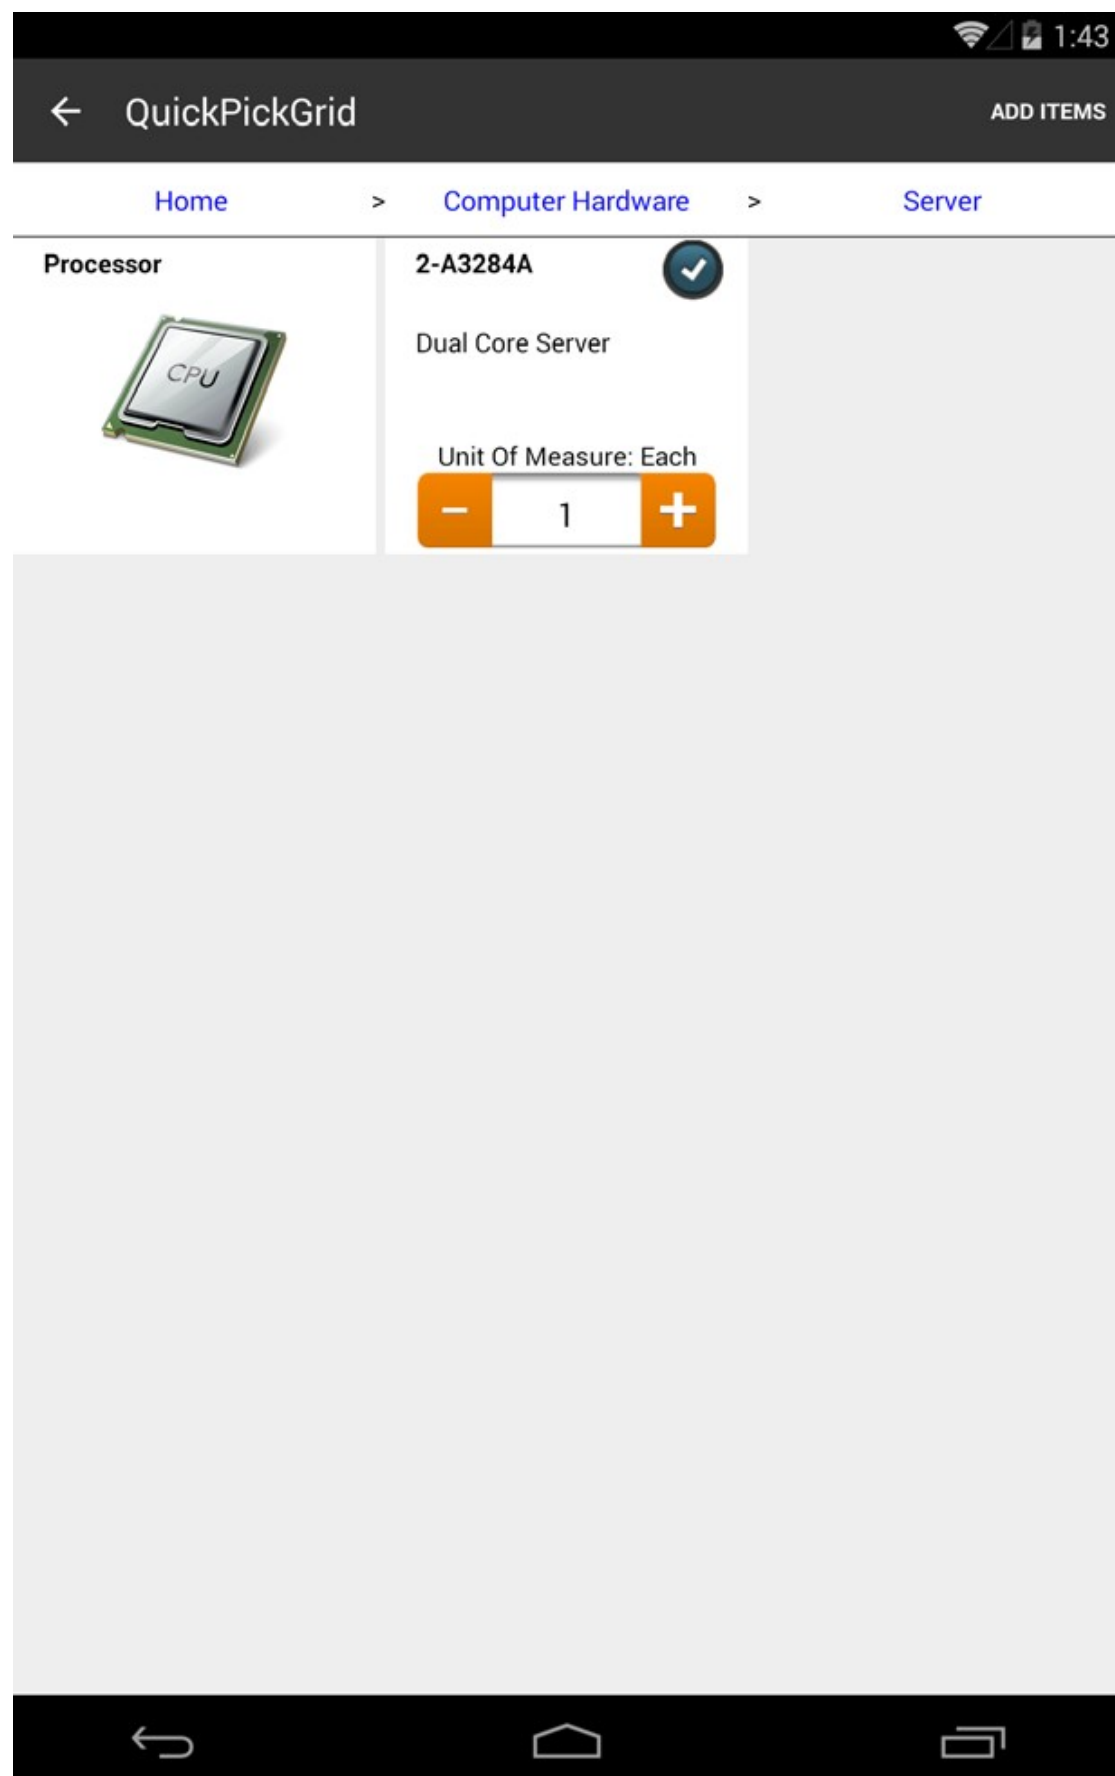 1:43
QuickPickGrid
ADD ITEMS
Home > Computer Hardware > Server
Processor
CPU
2-A3284A
Dual Core Server
Unit Of Measure: Each
1